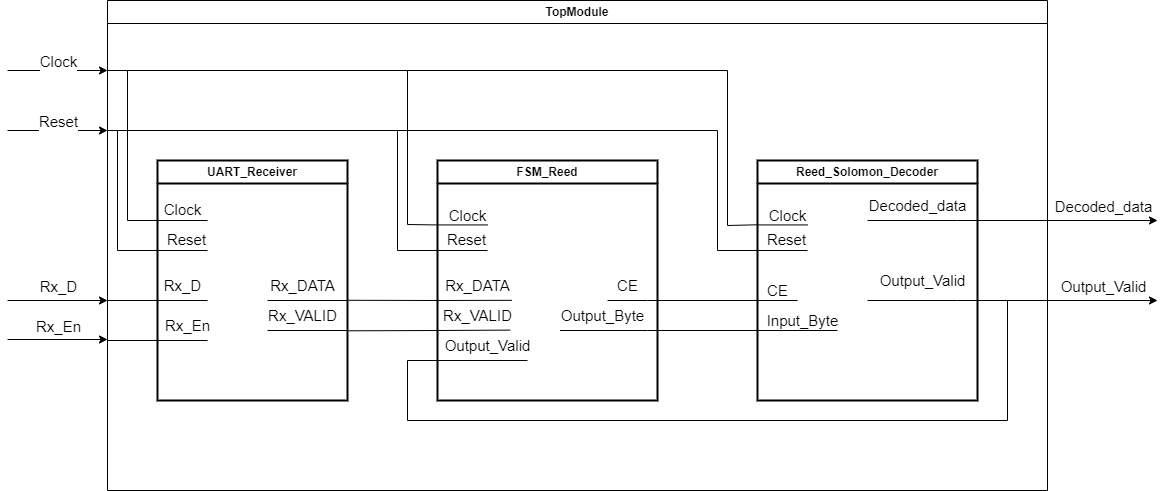 TopModule
Clock
Reset
UART_Receiver
FSM_Reed
Reed_Solomon_Decoder
Clock
Reset
Rx_D
Rx_En
Rx_D
Rx_En
Rx_DATA
Rx_VALID
Clock
Reset
Rx_DATA
Rx_VALID
Output_Valid
CE
Output_Byte
Clock
Reset
CE
Input_Byte
Decoded_data
Output_Valid
Decoded_data
Output_Valid